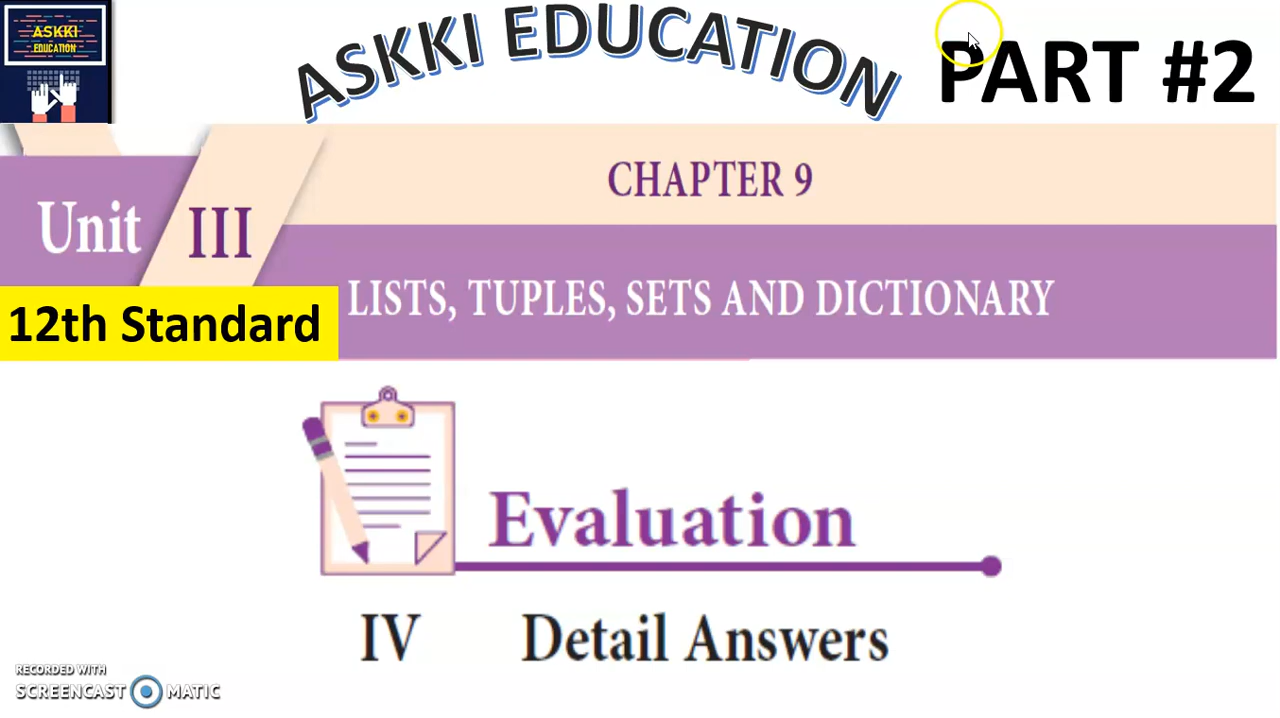 ASKKI
EDUCATION
ASKKI EDUCATION
PART #2
CHAPTER 9
Unit III
LISTS, TUPLES, SETS AND DICTIONARY
12th Standard
Evaluation
IV Detail Answers
RECORDED WITH
SCREENCAST MATIC